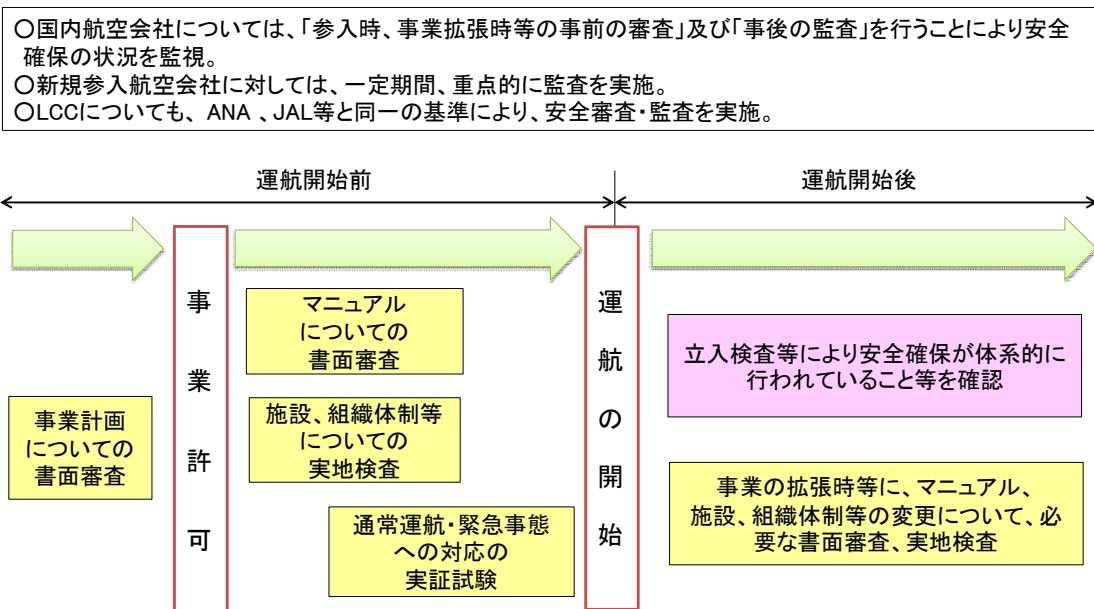 ○国内航空会社については、「参入時、事業拡張時等の事前の審査」及び「事後の監査」を行うことにより安全
確保の状況を監視。
○新規参入航空会社に対しては、一定期間、重点的に監査を実施。
○LCCについても、ANA、JAL等と同一の基準により、安全審査・監査を実施。
運航開始前
運航開始後
事業計画
についての
書面審査
事業許可
マニュアル
についての
書面審査
施設、組織体制等
についての
実地検査
通常運航・緊急事態
への対応の
実証試験
運航の開始
立入検査等により安全確保が体系的に
行われていること等を確認
事業の拡張時等に、マニュアル、
施設、組織体制等の変更について、必
要な書面審査、実地検査